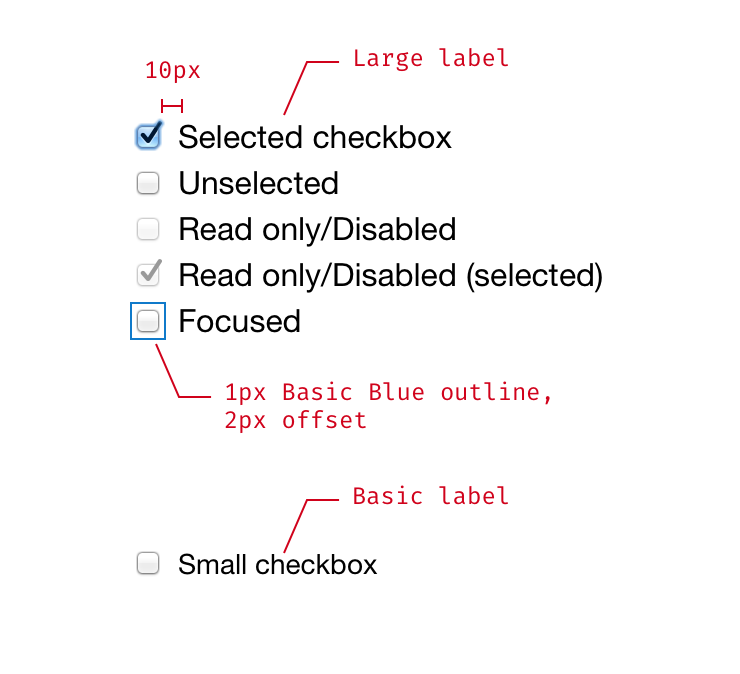 Large label
10px
Selected checkbox
Unselected
Read only/Disabled
Read only/Disabled (selected)
Focused
1px Basic Blue outline,
2px offset
Basic label
Small checkbox